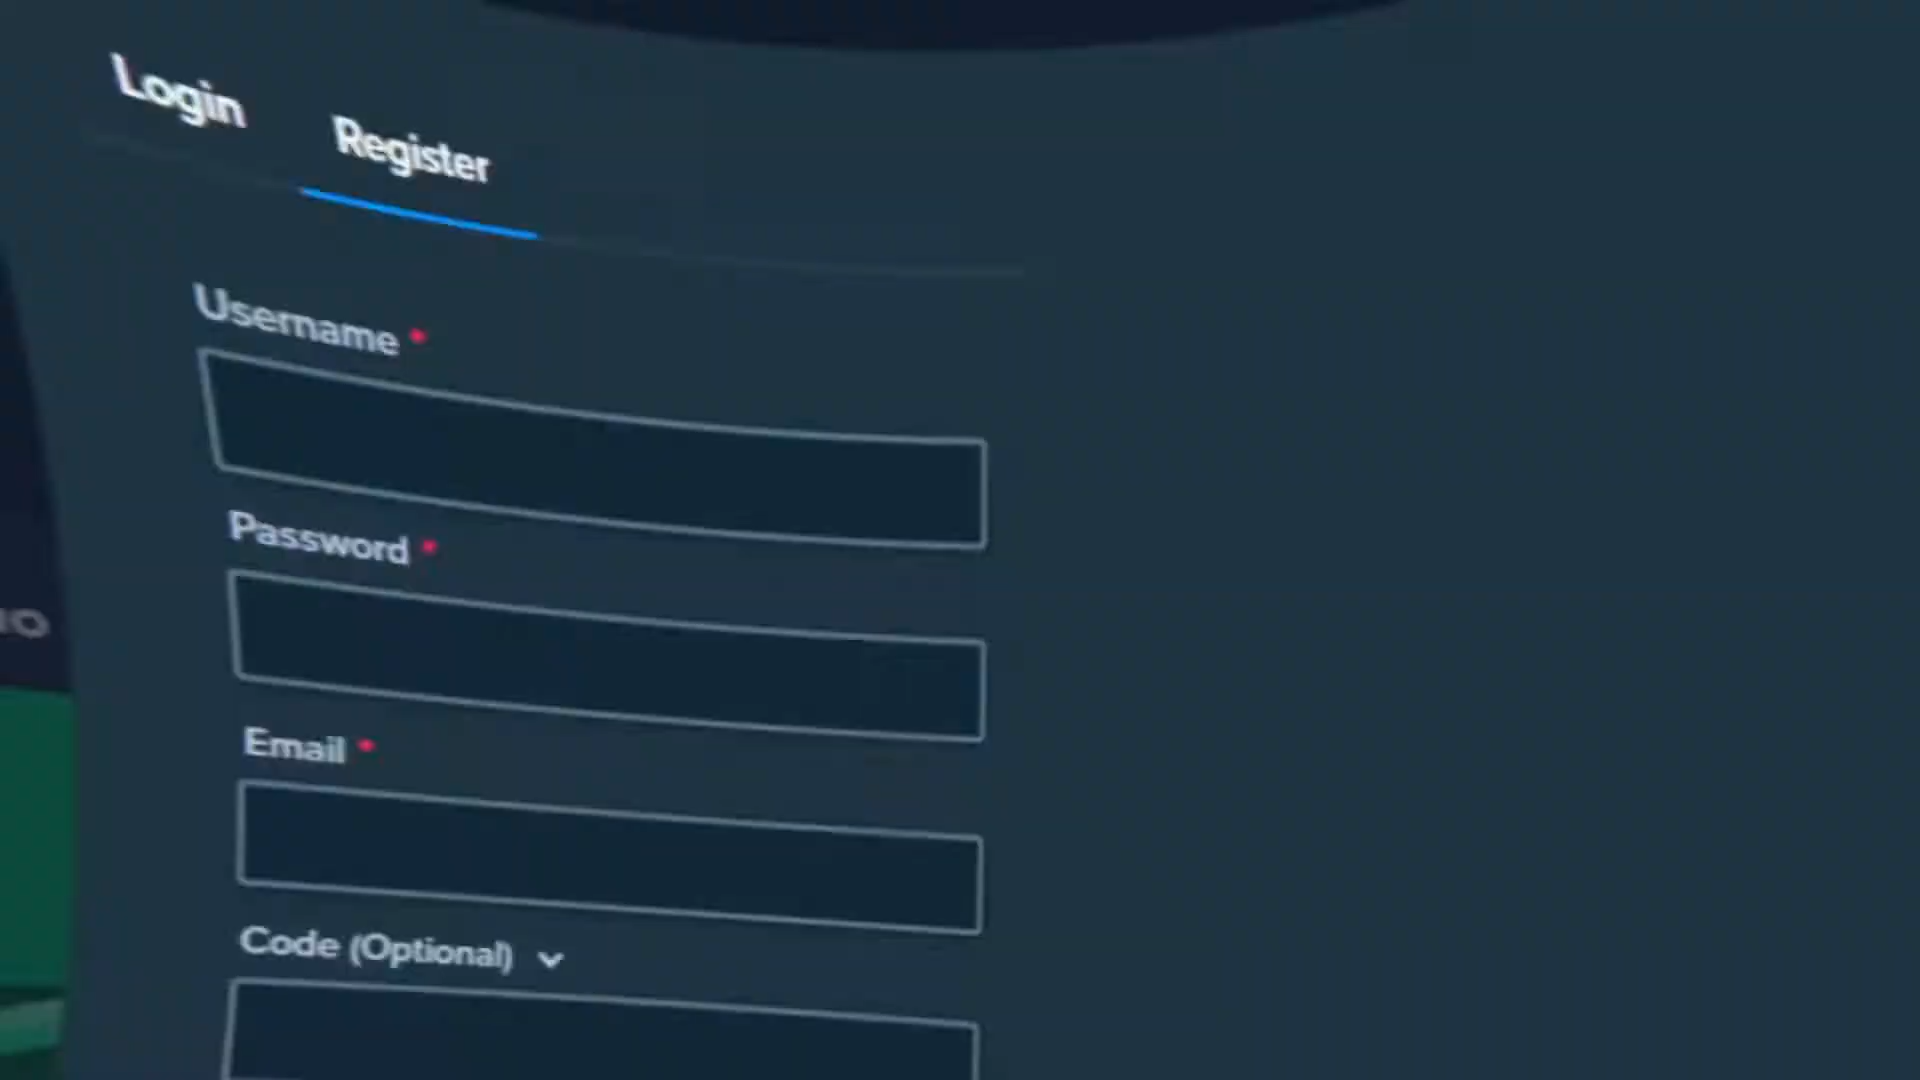 Login
Register
Username *
Password *
Email *
Code (Optional)